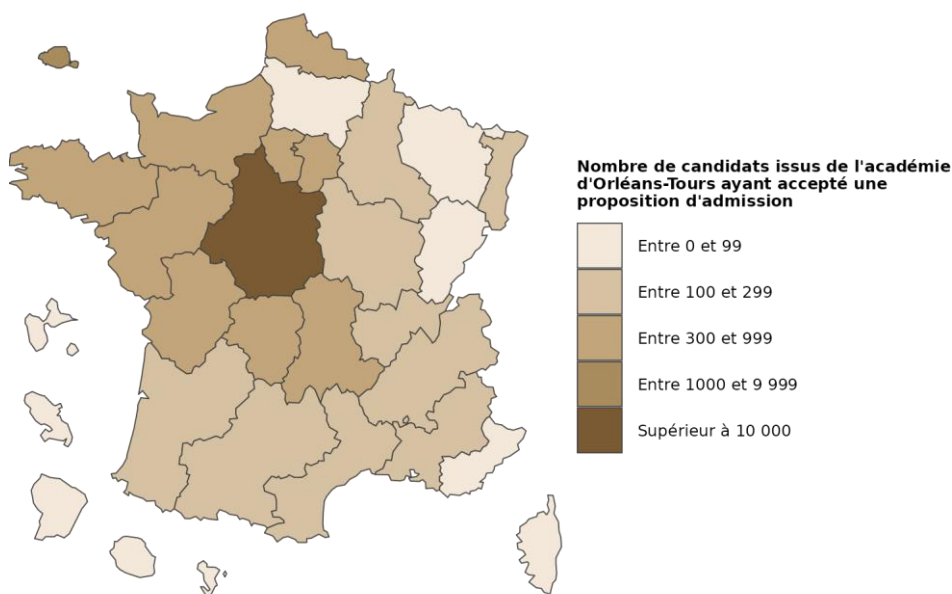 Nombre de candidats issus de l'académie
d'Orléans-Tours ayant accepté une
proposition d'admission
Entre 0 et 99
Entre 100 et 299
Entre 300 et 999
Entre 1000 et 9 999
Supérieur à 10 000